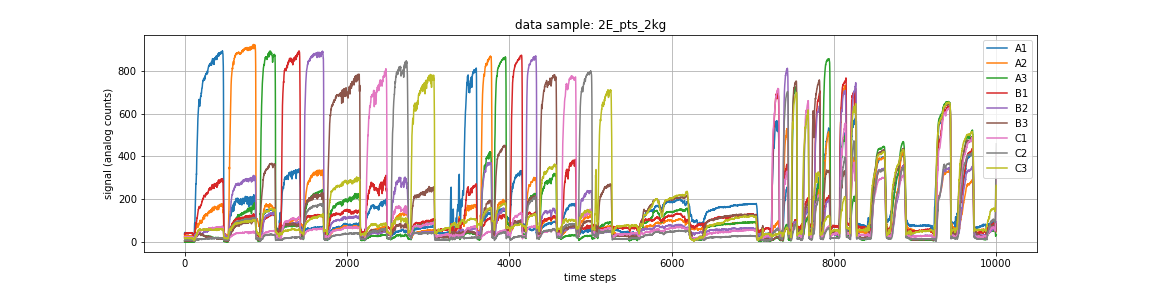 data sample: 2E_pts_2kg
signal (analog counts)
800
600
400
200
0
0
2000
4000
6000
8000
10000
time steps
A1
A2
A3
B1
B2
B3
C1
C2
C3